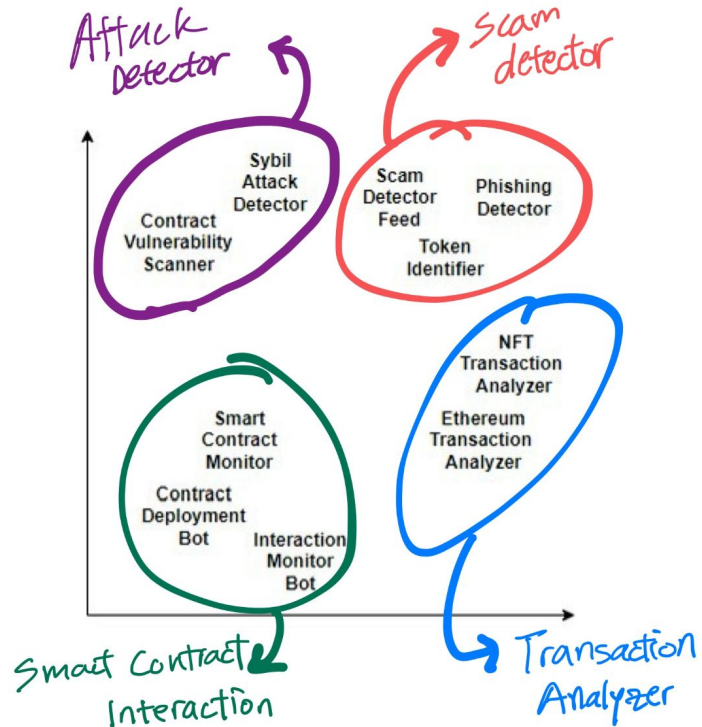 Attack
Detector
Scam
detector
Sybil
Attack
Detector
Contract
Vulnerability
Scanner
Scam
Detector
Feed
Phishing
Detector
Token
Identifier
NFT
Transaction
Analyzer
Ethereum
Transaction
Analyzer
Smart
Contract
Monitor
Contract
Deployment
Bot
Interaction
Monitor
Bot
Smart Contract
Interaction
Transaction
Analyzer